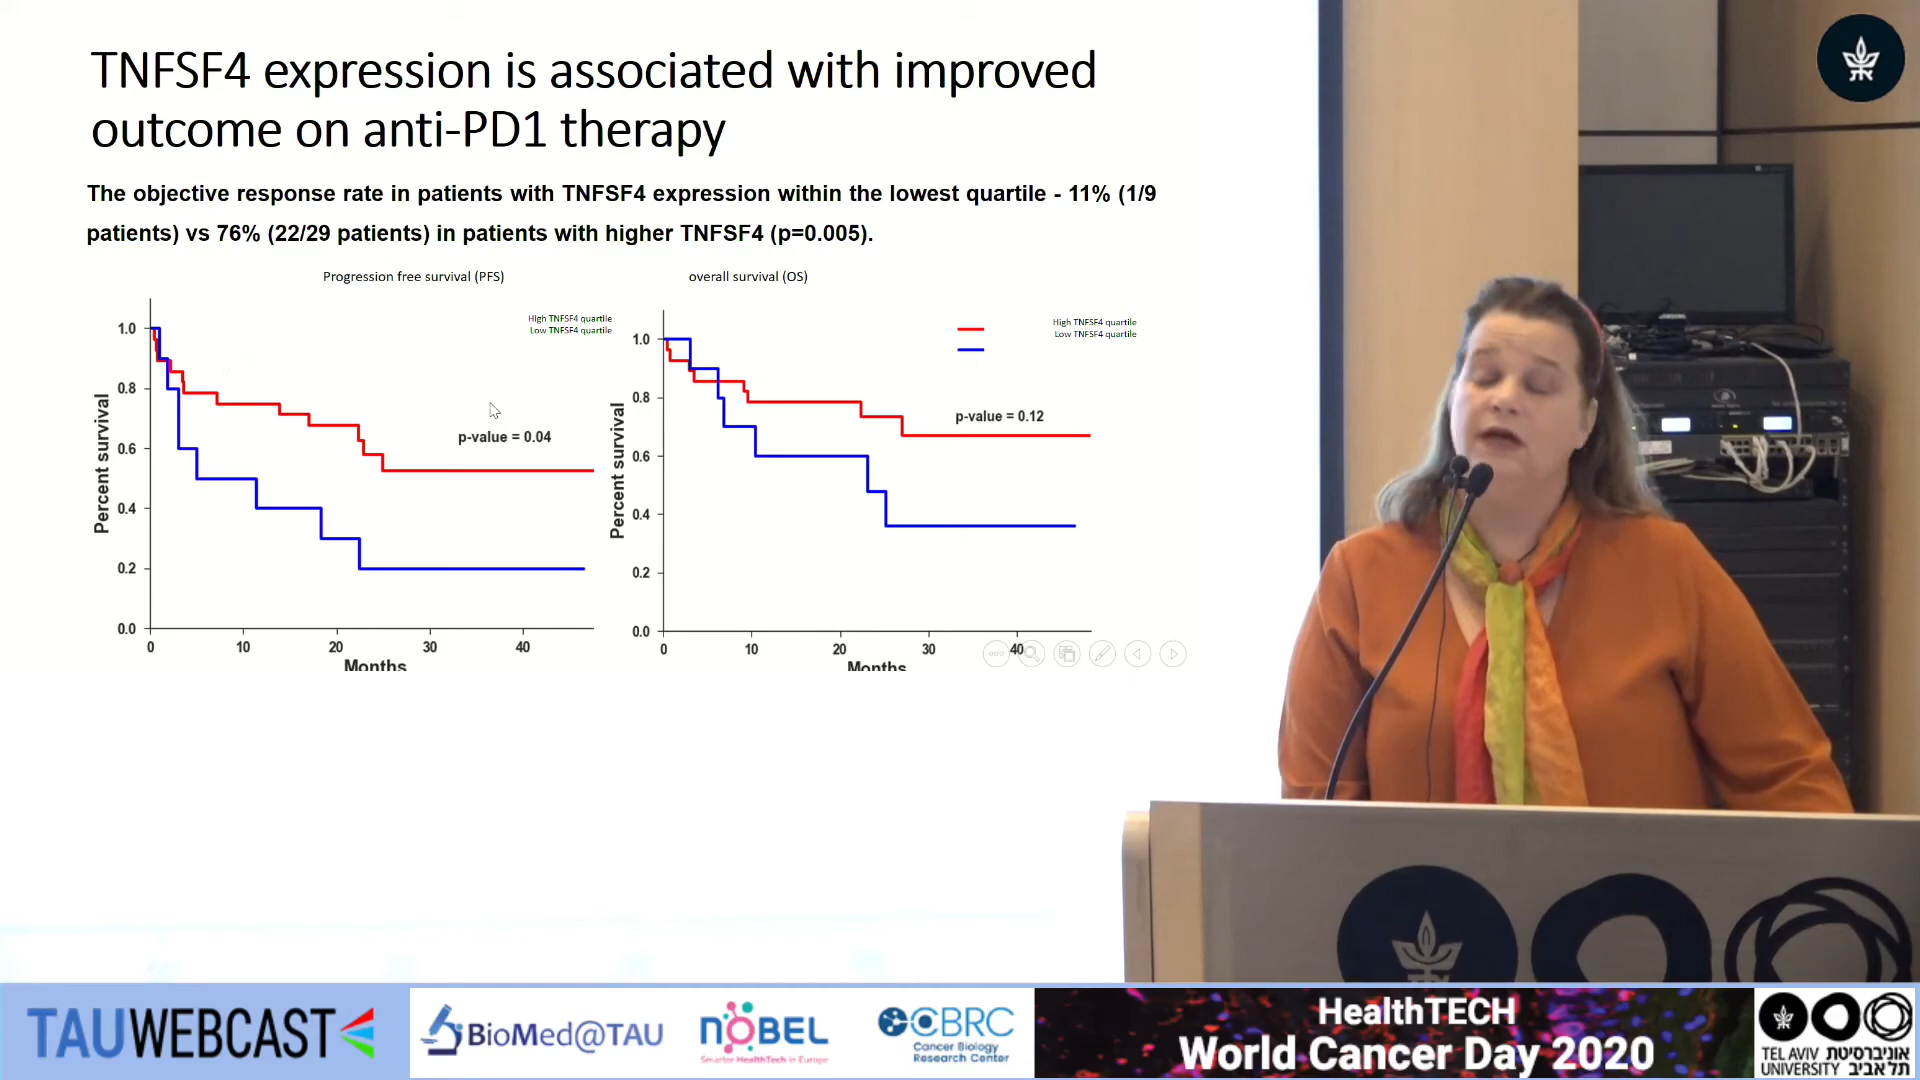 TNFSF4 expression is associated with improved
outcome on anti-PD1 therapy
The objective response rate in patients with TNFSF4 expression within the lowest quartile - 11% (1/9
patients) vs 76% (22/29 patients) in patients with higher TNFSF4 (p=0.005).
Progression free survival (PFS)
High TNFSF4 quartile
Low TNFSF4 quartile
1.0
0.8
0.6
0.4
0.2
0.0
Percent survival
p-value = 0.04
0 10 20 30 40
Months
overall survival (OS)
High TNFSF4 quartile
Low TNFSF4 quartile
1.0
0.8
0.6
0.4
0.2
0.0
Percent survival
p-value = 0.12
0 10 20 30 40
Months
TAUWEBCAST
BioMed@TAU
NOBEL
Smarter HealthTech in Europe
CBRC
Cancer Biology
Research Center
HealthTECH
World Cancer Day 2020
TEL AVIV אוניברסיטת
UNIVERSITY תל אביב